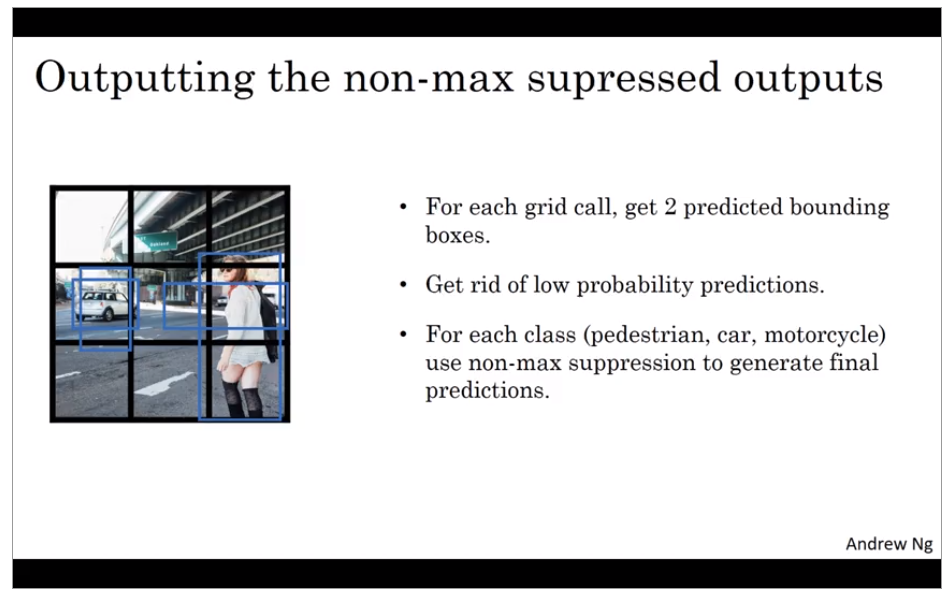 Outputting the non-max supressed outputs
• For each grid call, get 2 predicted bounding
boxes.
• Get rid of low probability predictions.
• For each class (pedestrian, car, motorcycle)
use non-max suppression to generate final
predictions.
Andrew Ng